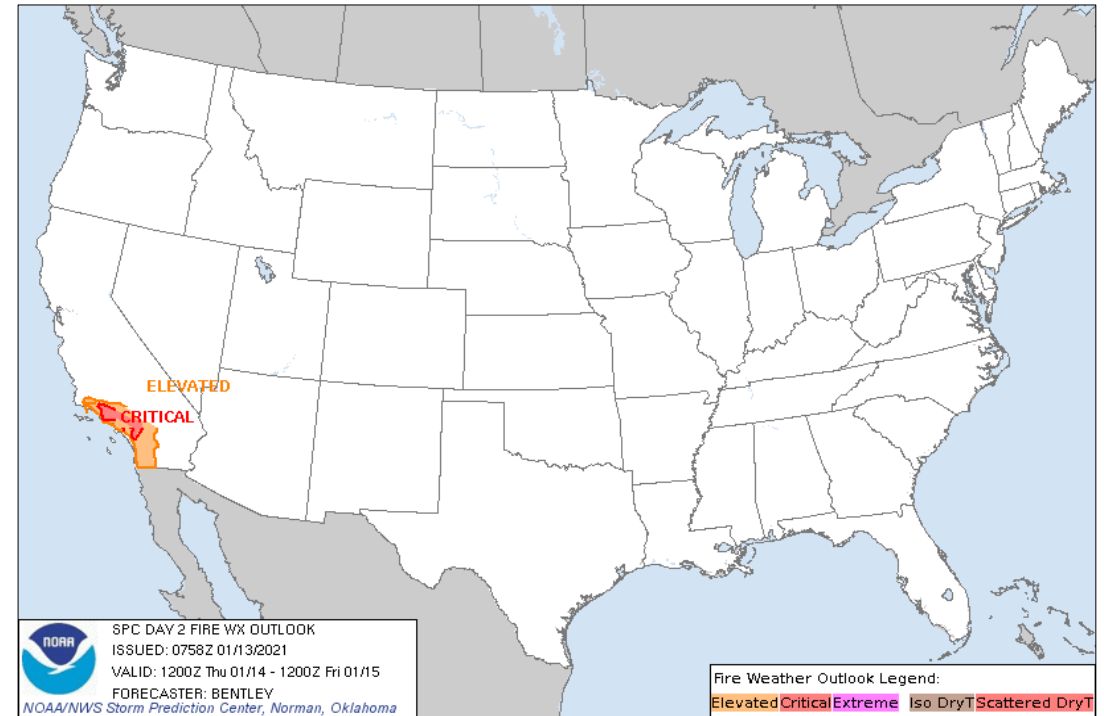 ELEVATED
CRITICAL
NOAA
SPC DAY 2 FIRE WX OUTLOOK
ISSUED: 0758Z 01/13/2021
VALID: 1200Z Thu 01/14 - 1200Z Fri 01/15
FORECASTER: BENTLEY
NOAA/NWS Storm Prediction Center, Norman, Oklahoma
Fire Weather Outlook Legend:
Elevated Critical Extreme Iso DryT Scattered DryT